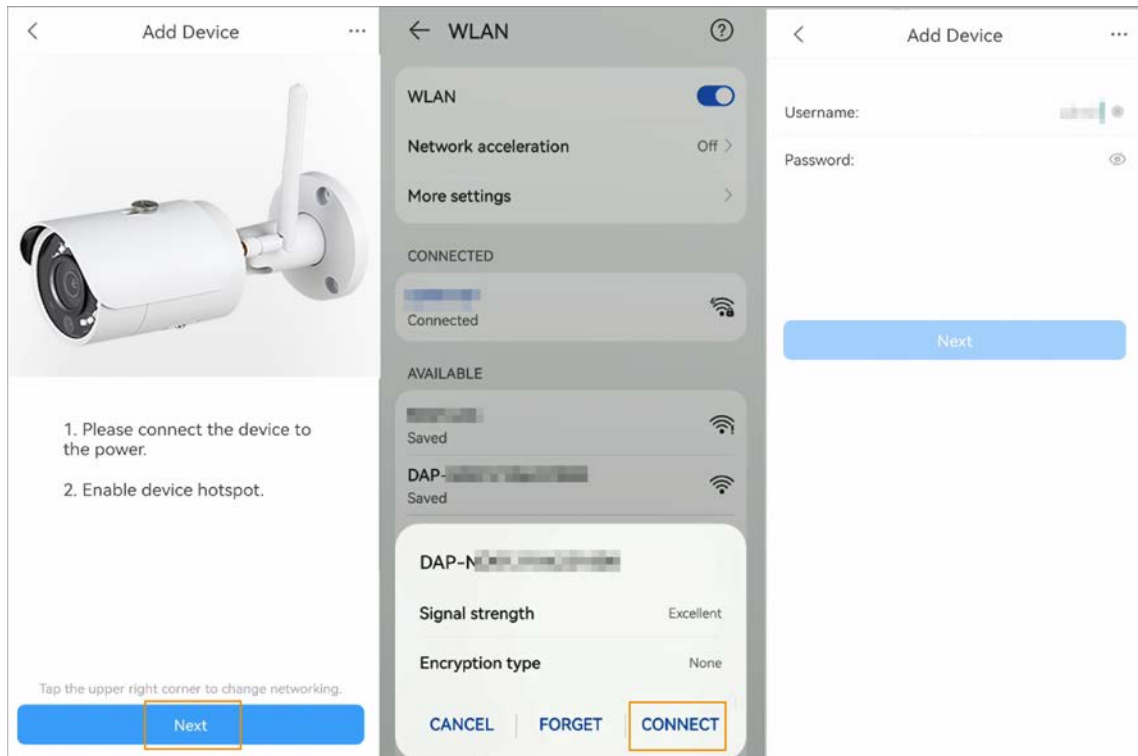 Add Device
...
1. Please connect the device to
the power.
2. Enable device hotspot.
Tap the upper right corner to change networking.
Next
WLAN
WLAN
Network acceleration Off
More settings
CONNECTED
Connected
AVAILABLE
Saved
DAP-
Saved
DAP-N
Signal strength Excellent
Encryption type None
CANCEL FORGET CONNECT
Add Device
...
Username:
Password:
Next